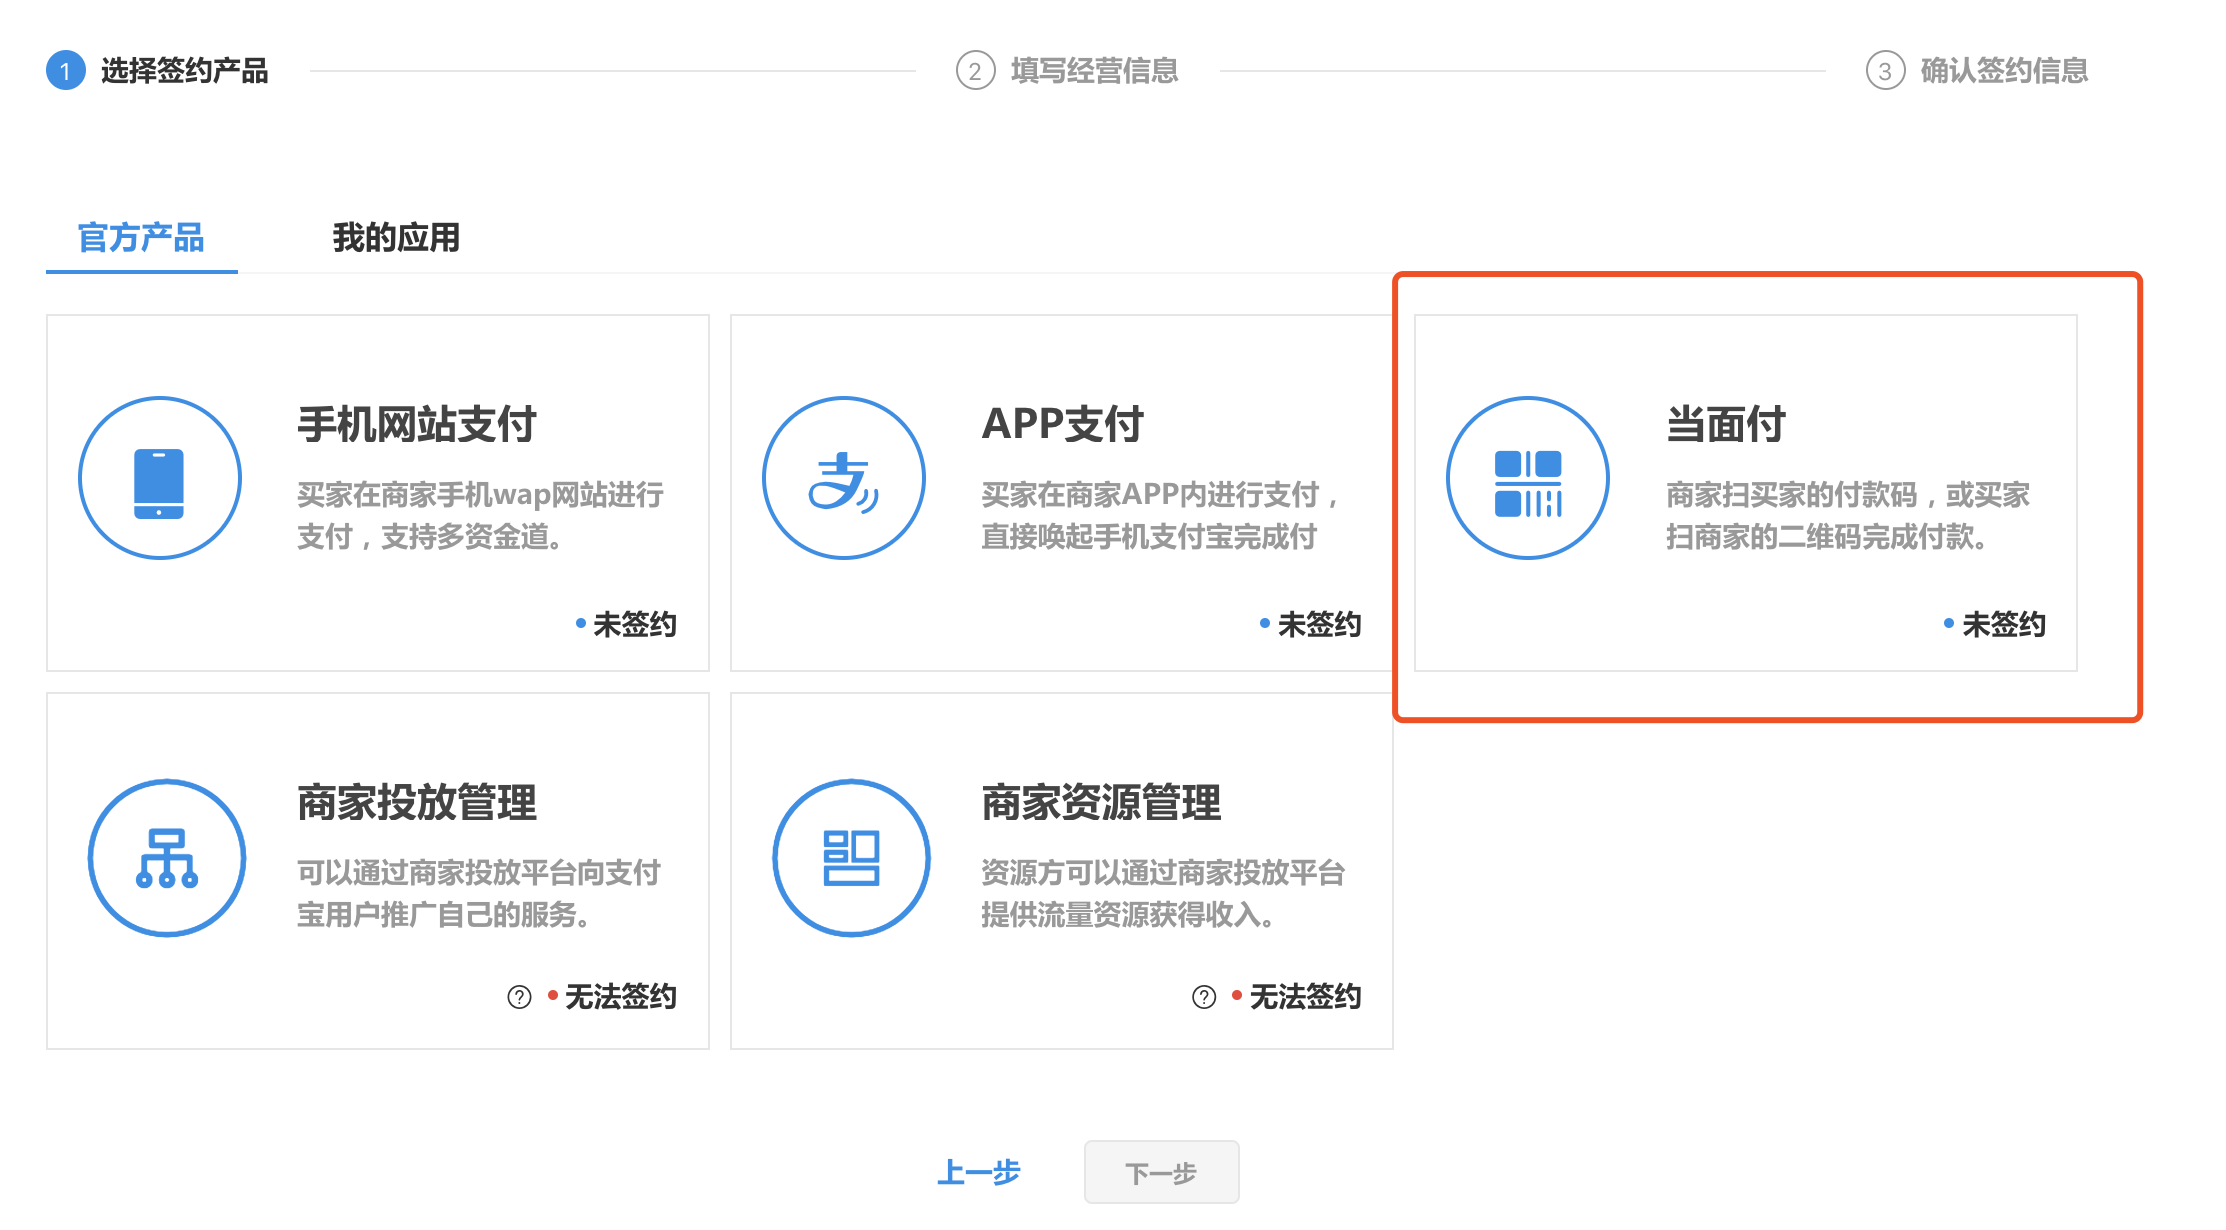 1 选择签约产品
2 填写经营信息
3 确认签约信息
官方产品
我的应用
手机网站支付
买家在商家手机wap网站进行
支付，支持多资金道。
未签约
APP支付
买家在商家APP内进行支付，
直接唤起手机支付宝完成付
未签约
当面付
商家扫买家的付款码，或买家
扫商家的二维码完成付款。
未签约
商家投放管理
可以通过商家投放平台向支付
宝用户推广自己的服务。
? 无法签约
商家资源管理
资源方可以通过商家投放平台
提供流量资源获得收入。
? 无法签约
上一步
下一步